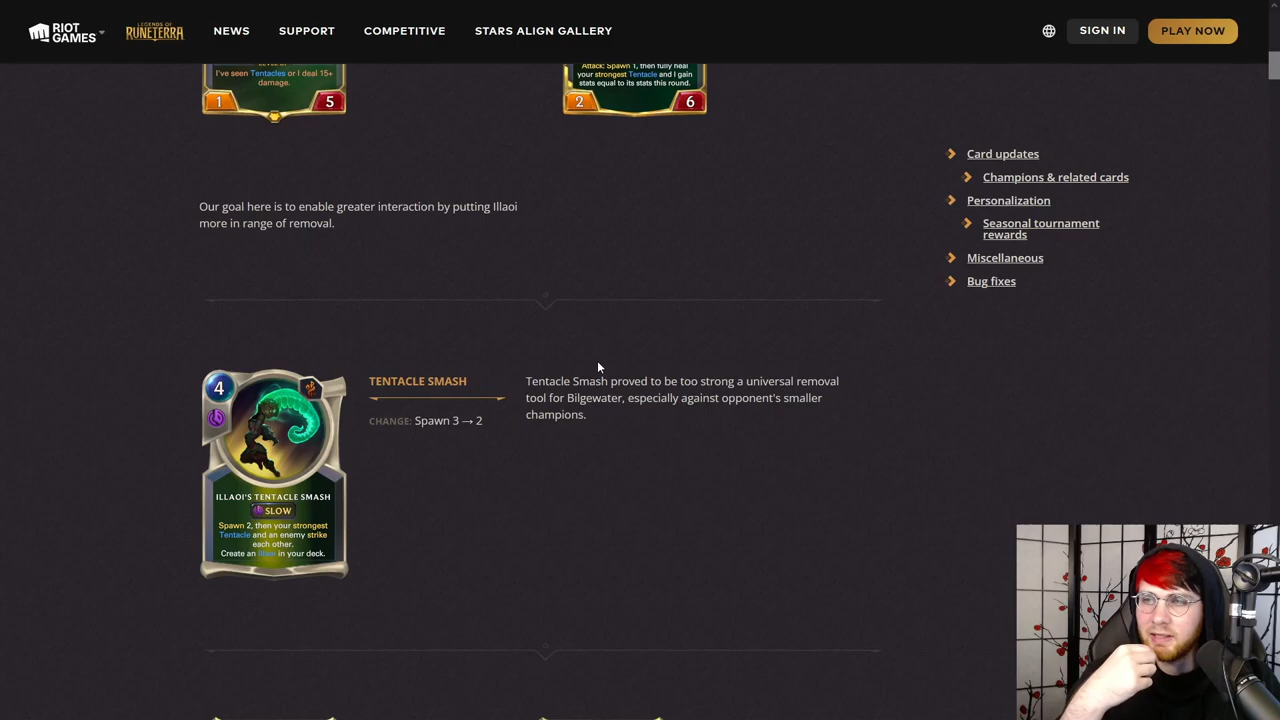 RIOT GAMES
LEGENDS OF
RUNETERRA
NEWS
SUPPORT
COMPETITIVE
STARS ALIGN GALLERY
SIGN IN
PLAY NOW
I've seen Tentacles or I deal 15+
damage.
1
5
Attack: Spawn 1, then fully heal
your strongest Tentacle and I gain
stats equal to its stats this round.
2
6
Card updates
Champions & related cards
Personalization
Seasonal tournament
rewards
Miscellaneous
Bug fixes
Our goal here is to enable greater interaction by putting Illaoi
more in range of removal.
4
ILLAOI'S TENTACLE SMASH
SLOW
Spawn 2, then your strongest
Tentacle and an enemy strike
each other.
Create an Illaoi in your deck.
TENTACLE SMASH
CHANGE: Spawn 3 → 2
Tentacle Smash proved to be too strong a universal removal
tool for Bilgewater, especially against opponent's smaller
champions.